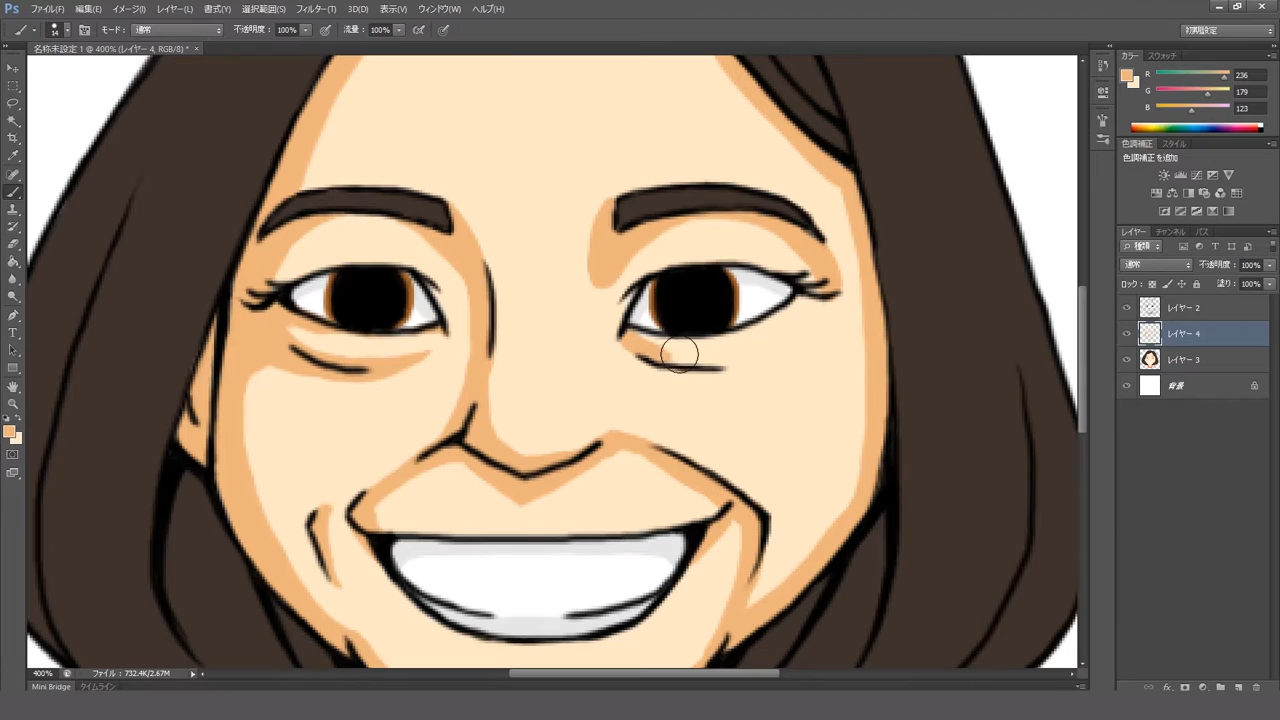 Ps ファイル(F) 編集(E) イメージ(I) レイヤー(L) 書式(Y) 選択範囲(S) フィルター(T) 3D(D) 表示(V) ウィンドウ(W) ヘルプ(H)
14 モード: 通常 不透明度: 100% 流量: 100% 初期設定
名称未設定 1 @ 400% (レイヤー 4, RGB/8) * ×
カラー スウォッチ
R 236
G 179
B 123
色調補正 スタイル
色調補正を追加
レイヤー チャンネル パス
種類
通常 不透明度: 100%
ロック: 塗り: 100%
レイヤー 2
レイヤー 4
レイヤー 3
背景
400% ファイル : 732.4K/2.67M
Mini Bridge タイムライン